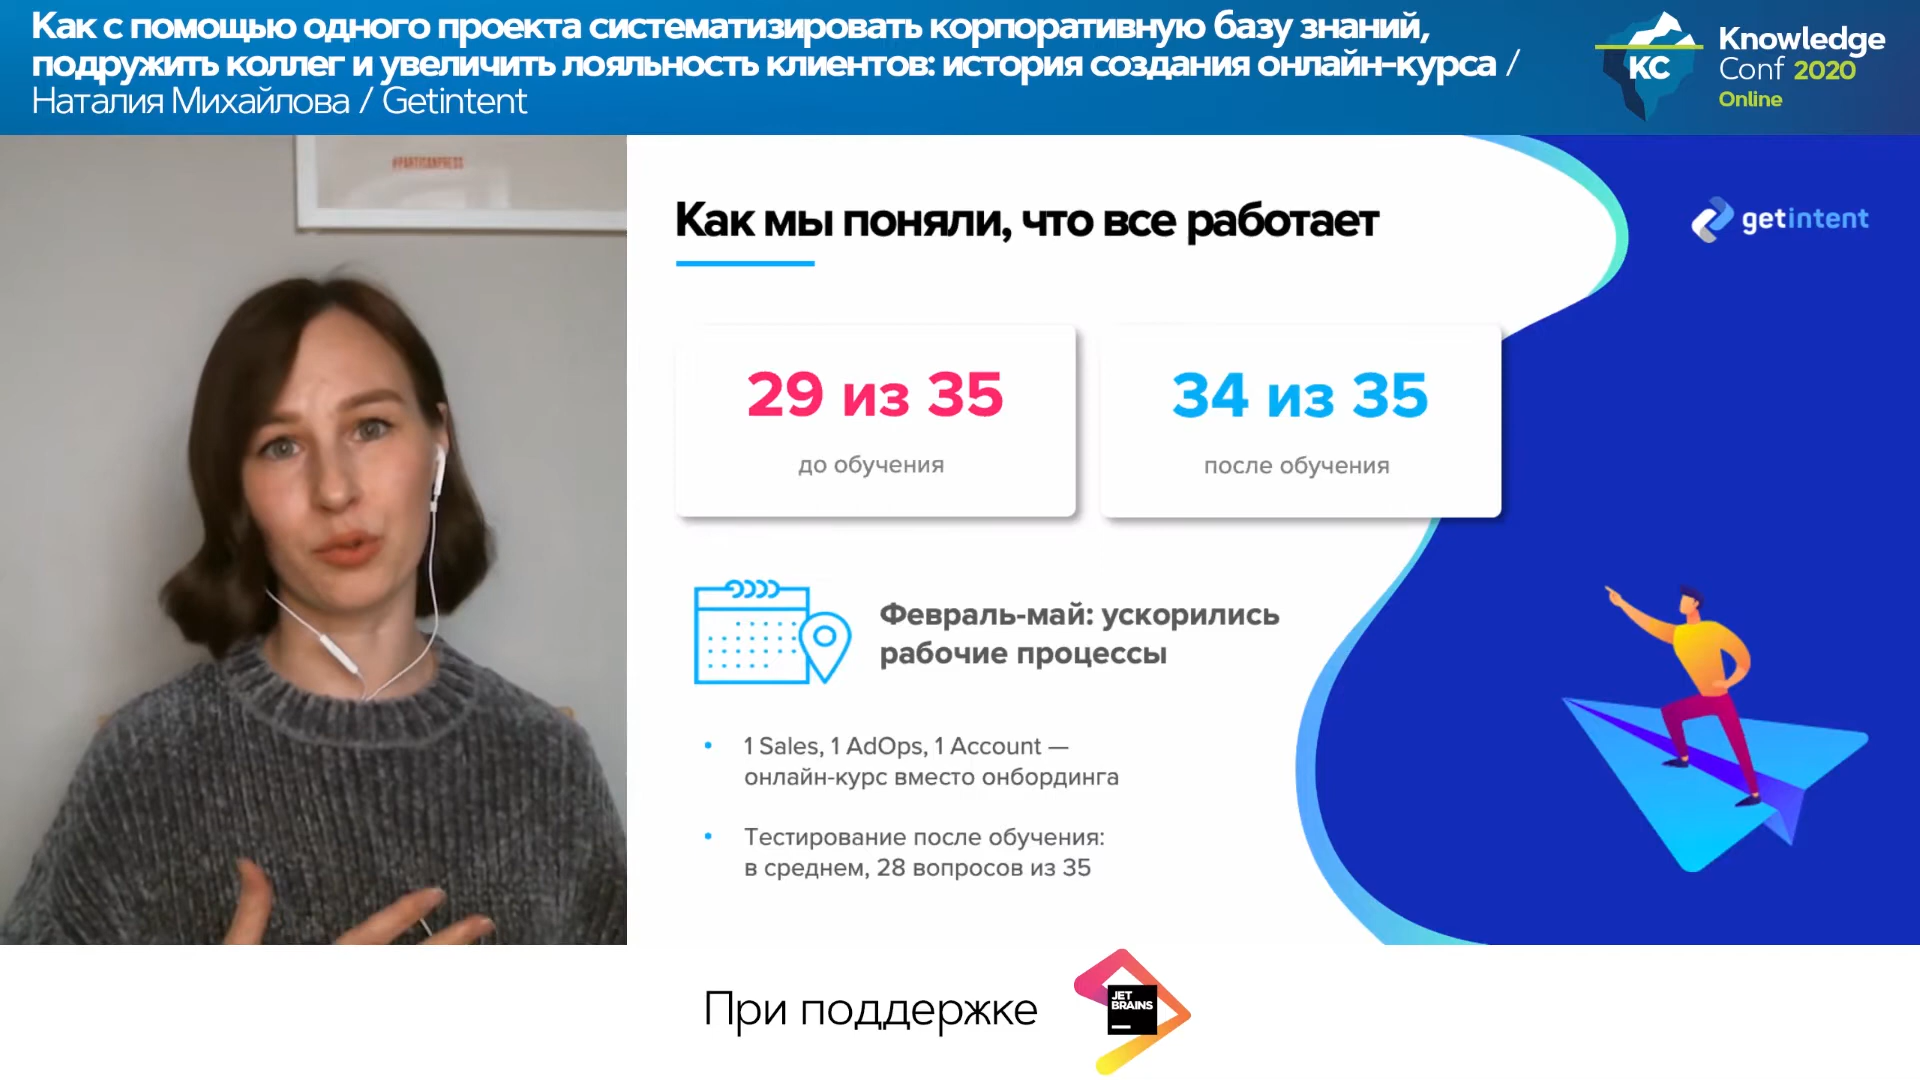 Как с помощью одного проекта систематизировать корпоративную базу знаний,
подружить коллег и увеличить лояльность клиентов: история создания онлайн-курса /
Наталия Михайлова / Getintent
КС
Knowledge
Conf 2020
Online
#PARTISANPRESS
Как мы поняли, что все работает
getintent
29 из 35
до обучения
34 из 35
после обучения
Февраль-май: ускорились
рабочие процессы
• 1 Sales, 1 AdOps, 1 Account —
онлайн-курс вместо онбординга
• Тестирование после обучения:
в среднем, 28 вопросов из 35
При поддержке
JET
BRAINS